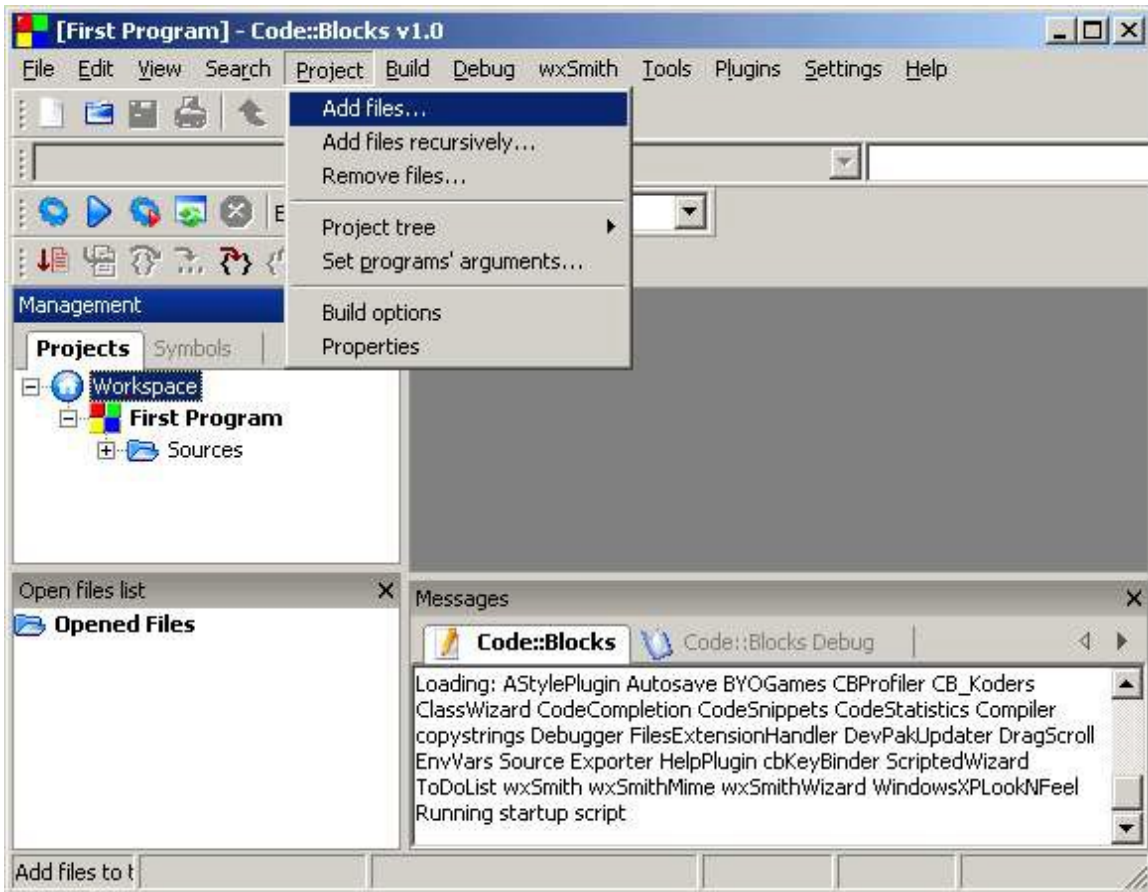 [First Program] - Code::Blocks v1.0
File Edit View Search Project Build Debug wxSmith Tools Plugins Settings Help
Add files...
Add files recursively...
Remove files...
Project tree
Set programs' arguments...
Build options
Properties
Management
Projects Symbols
Workspace
First Program
Sources
Open files list
Opened Files
Messages
Code::Blocks Code::Blocks Debug
Loading: AStylePlugin Autosave BYOGames CBProfiler CB_Koders
ClassWizard CodeCompletion CodeSnippets CodeStatistics Compiler
copystrings Debugger FilesExtensionHandler DevPakUpdater DragScroll
EnvVars Source Exporter HelpPlugin cbKeyBinder ScriptedWizard
ToDoList wxSmith wxSmithMime wxSmithWizard WindowsXPLookNFeel
Running startup script
Add files to t